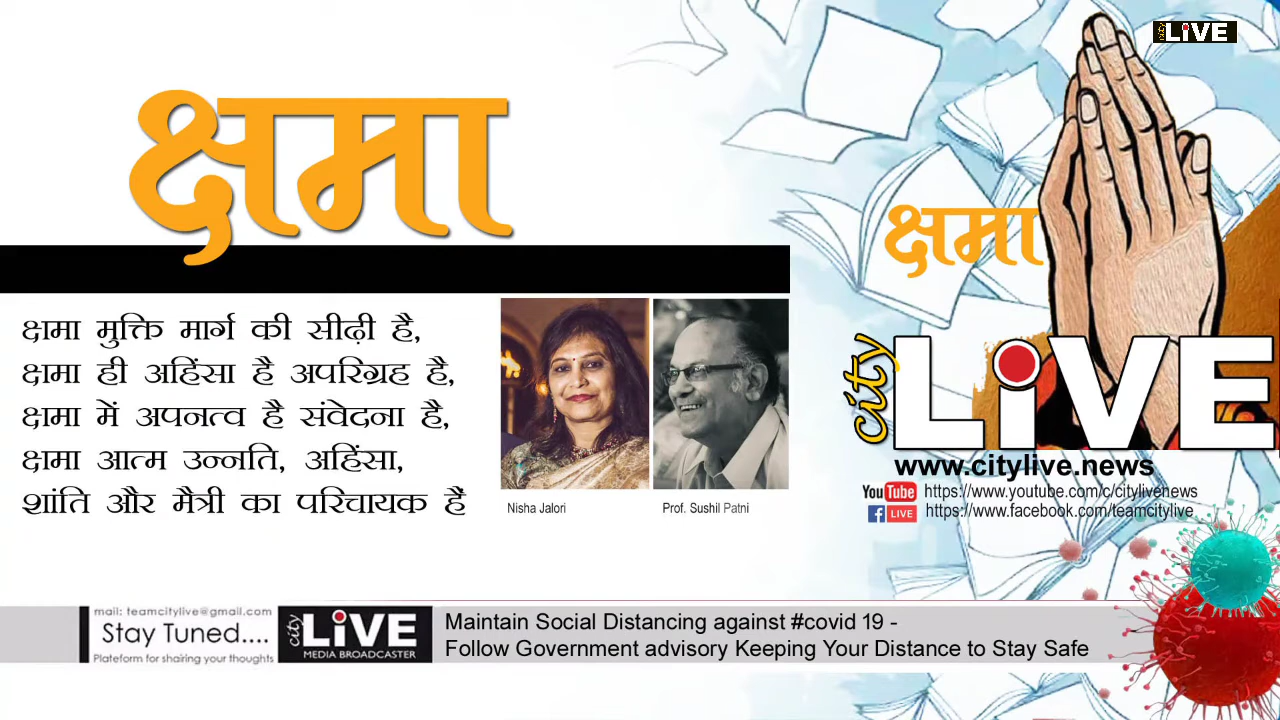 city LiVE
क्षमा
क्षमा
क्षमा मुक्ति मार्ग की सीढ़ी है,
क्षमा ही अहिंसा है अपरिग्रह है,
क्षमा में अपनत्व है संवेदना है,
क्षमा आत्म उन्नति, अहिंसा,
शांति और मैत्री का परिचायक हैं
Nisha Jalori
Prof. Sushil Patni
city LiVE
www.citylive.news
YouTube https://www.youtube.com/c/citylivenews
f LIVE https://www.facebook.com/teamcitylive
mail: teamcitylive@gmail.com
Stay Tuned....
Plateform for shairing your thoughts
city LiVE
MEDIA BROADCASTER
Maintain Social Distancing against #covid 19 -
Follow Government advisory Keeping Your Distance to Stay Safe